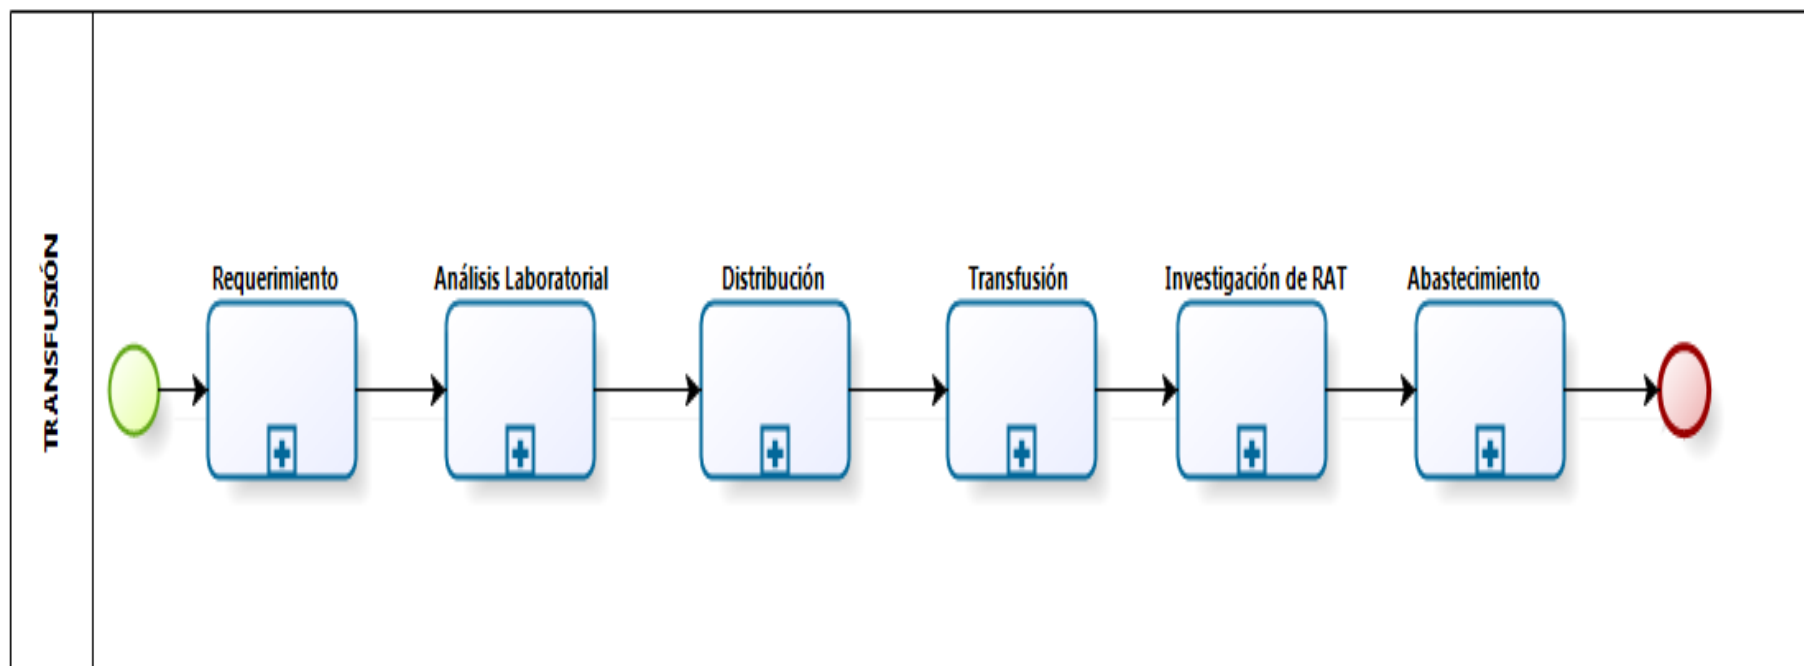 TRANSFUSIÓN
Requerimiento
Análisis Laboratorial
Distribución
Transfusión
Investigación de RAT
Abastecimiento